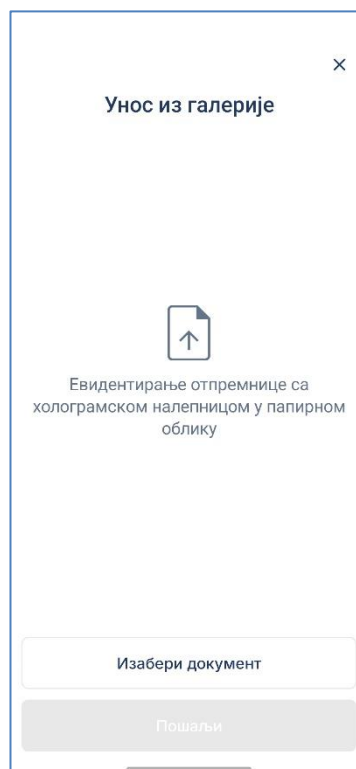 Унос из галерије
Евидентирање отпремнице са
холограмском налепницом у папирном
облику
Изабери документ
Пошаљи